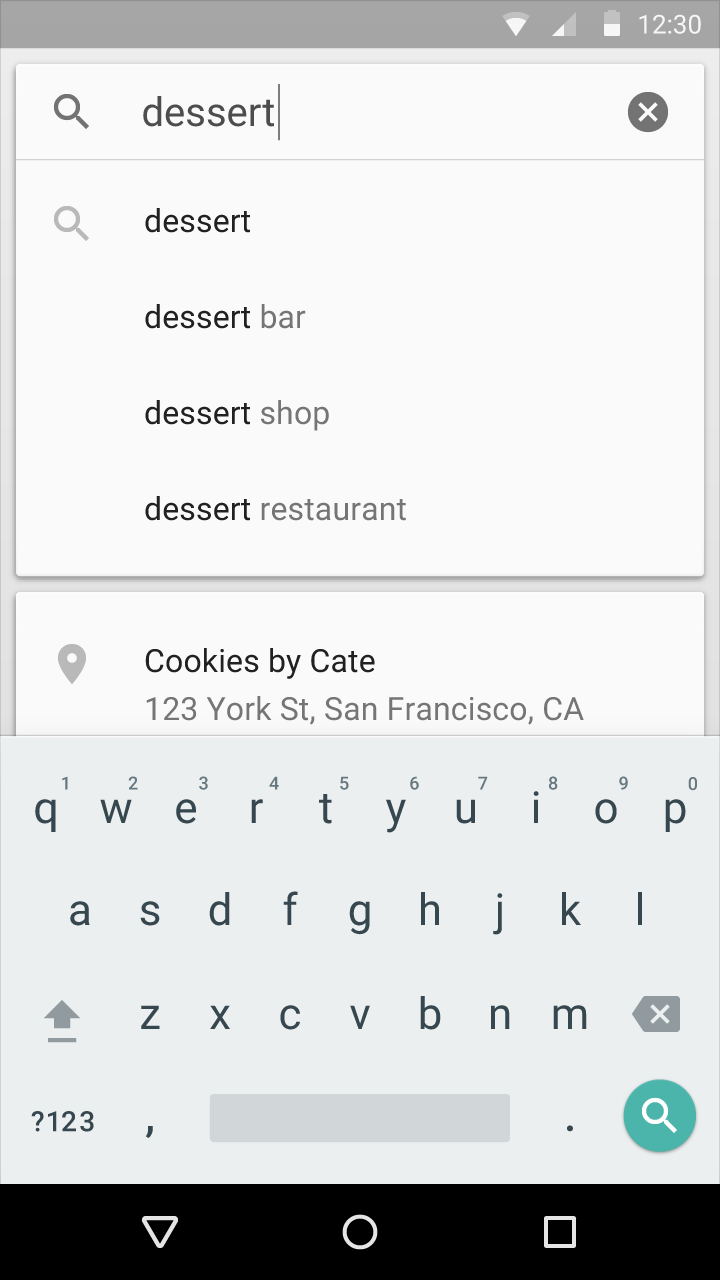 12:30
dessert
dessert
dessert bar
dessert shop
dessert restaurant
Cookies by Cate
123 York St, San Francisco, CA
1 2 3 4 5 6 7 8 9 0
q w e r t y u i o p
a s d f g h j k l
z x c v b n m
?123 , .